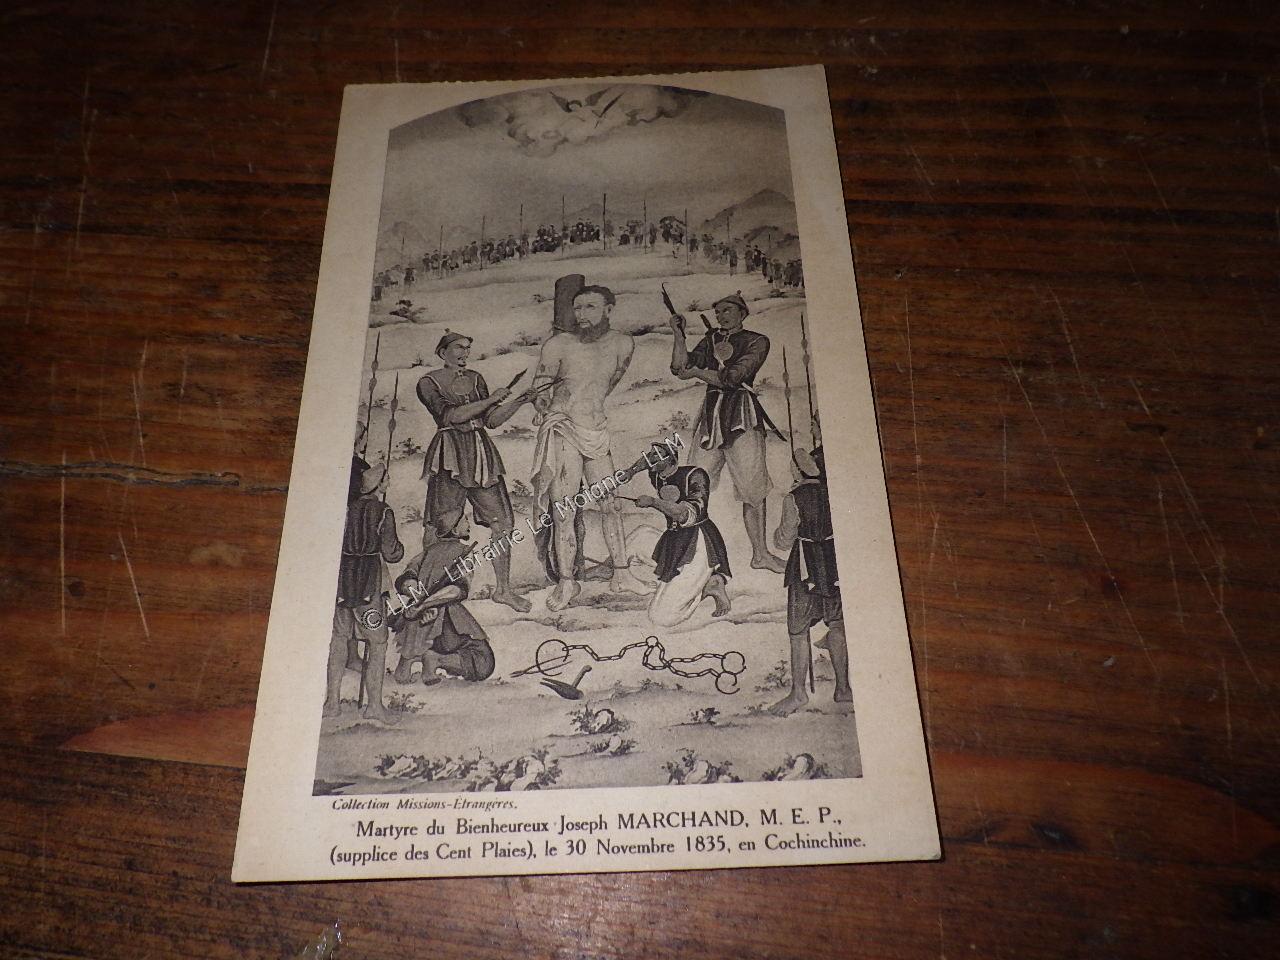 © LLM - Librairie Le Moigne - LLM
Collection Missions-Étrangères.
Martyre du Bienheureux Joseph MARCHAND, M. E. P.,
(supplice des Cent Plaies), le 30 Novembre 1835, en Cochinchine.